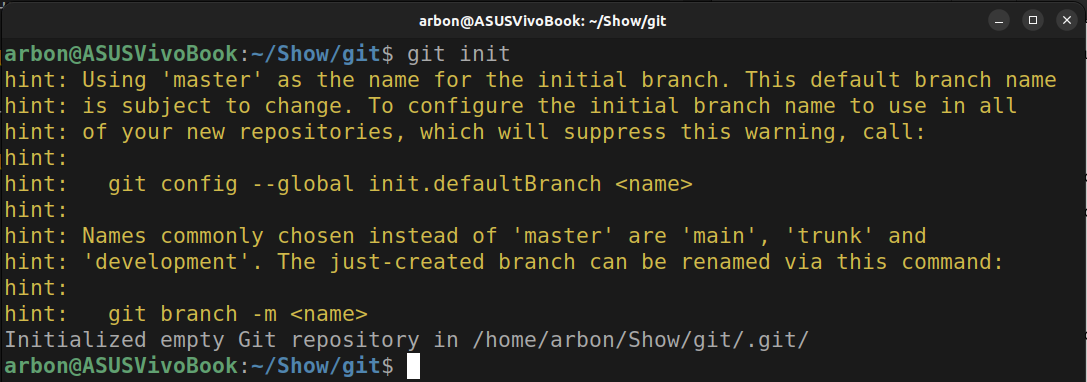 arbon@ASUSVivoBook: ~/Show/git
arbon@ASUSVivoBook:~/Show/git$ git init
hint: Using 'master' as the name for the initial branch. This default branch name
hint: is subject to change. To configure the initial branch name to use in all
hint: of your new repositories, which will suppress this warning, call:
hint:
hint:   git config --global init.defaultBranch <name>
hint:
hint: Names commonly chosen instead of 'master' are 'main', 'trunk' and
hint: 'development'. The just-created branch can be renamed via this command:
hint:
hint:   git branch -m <name>
Initialized empty Git repository in /home/arbon/Show/git/.git/
arbon@ASUSVivoBook:~/Show/git$